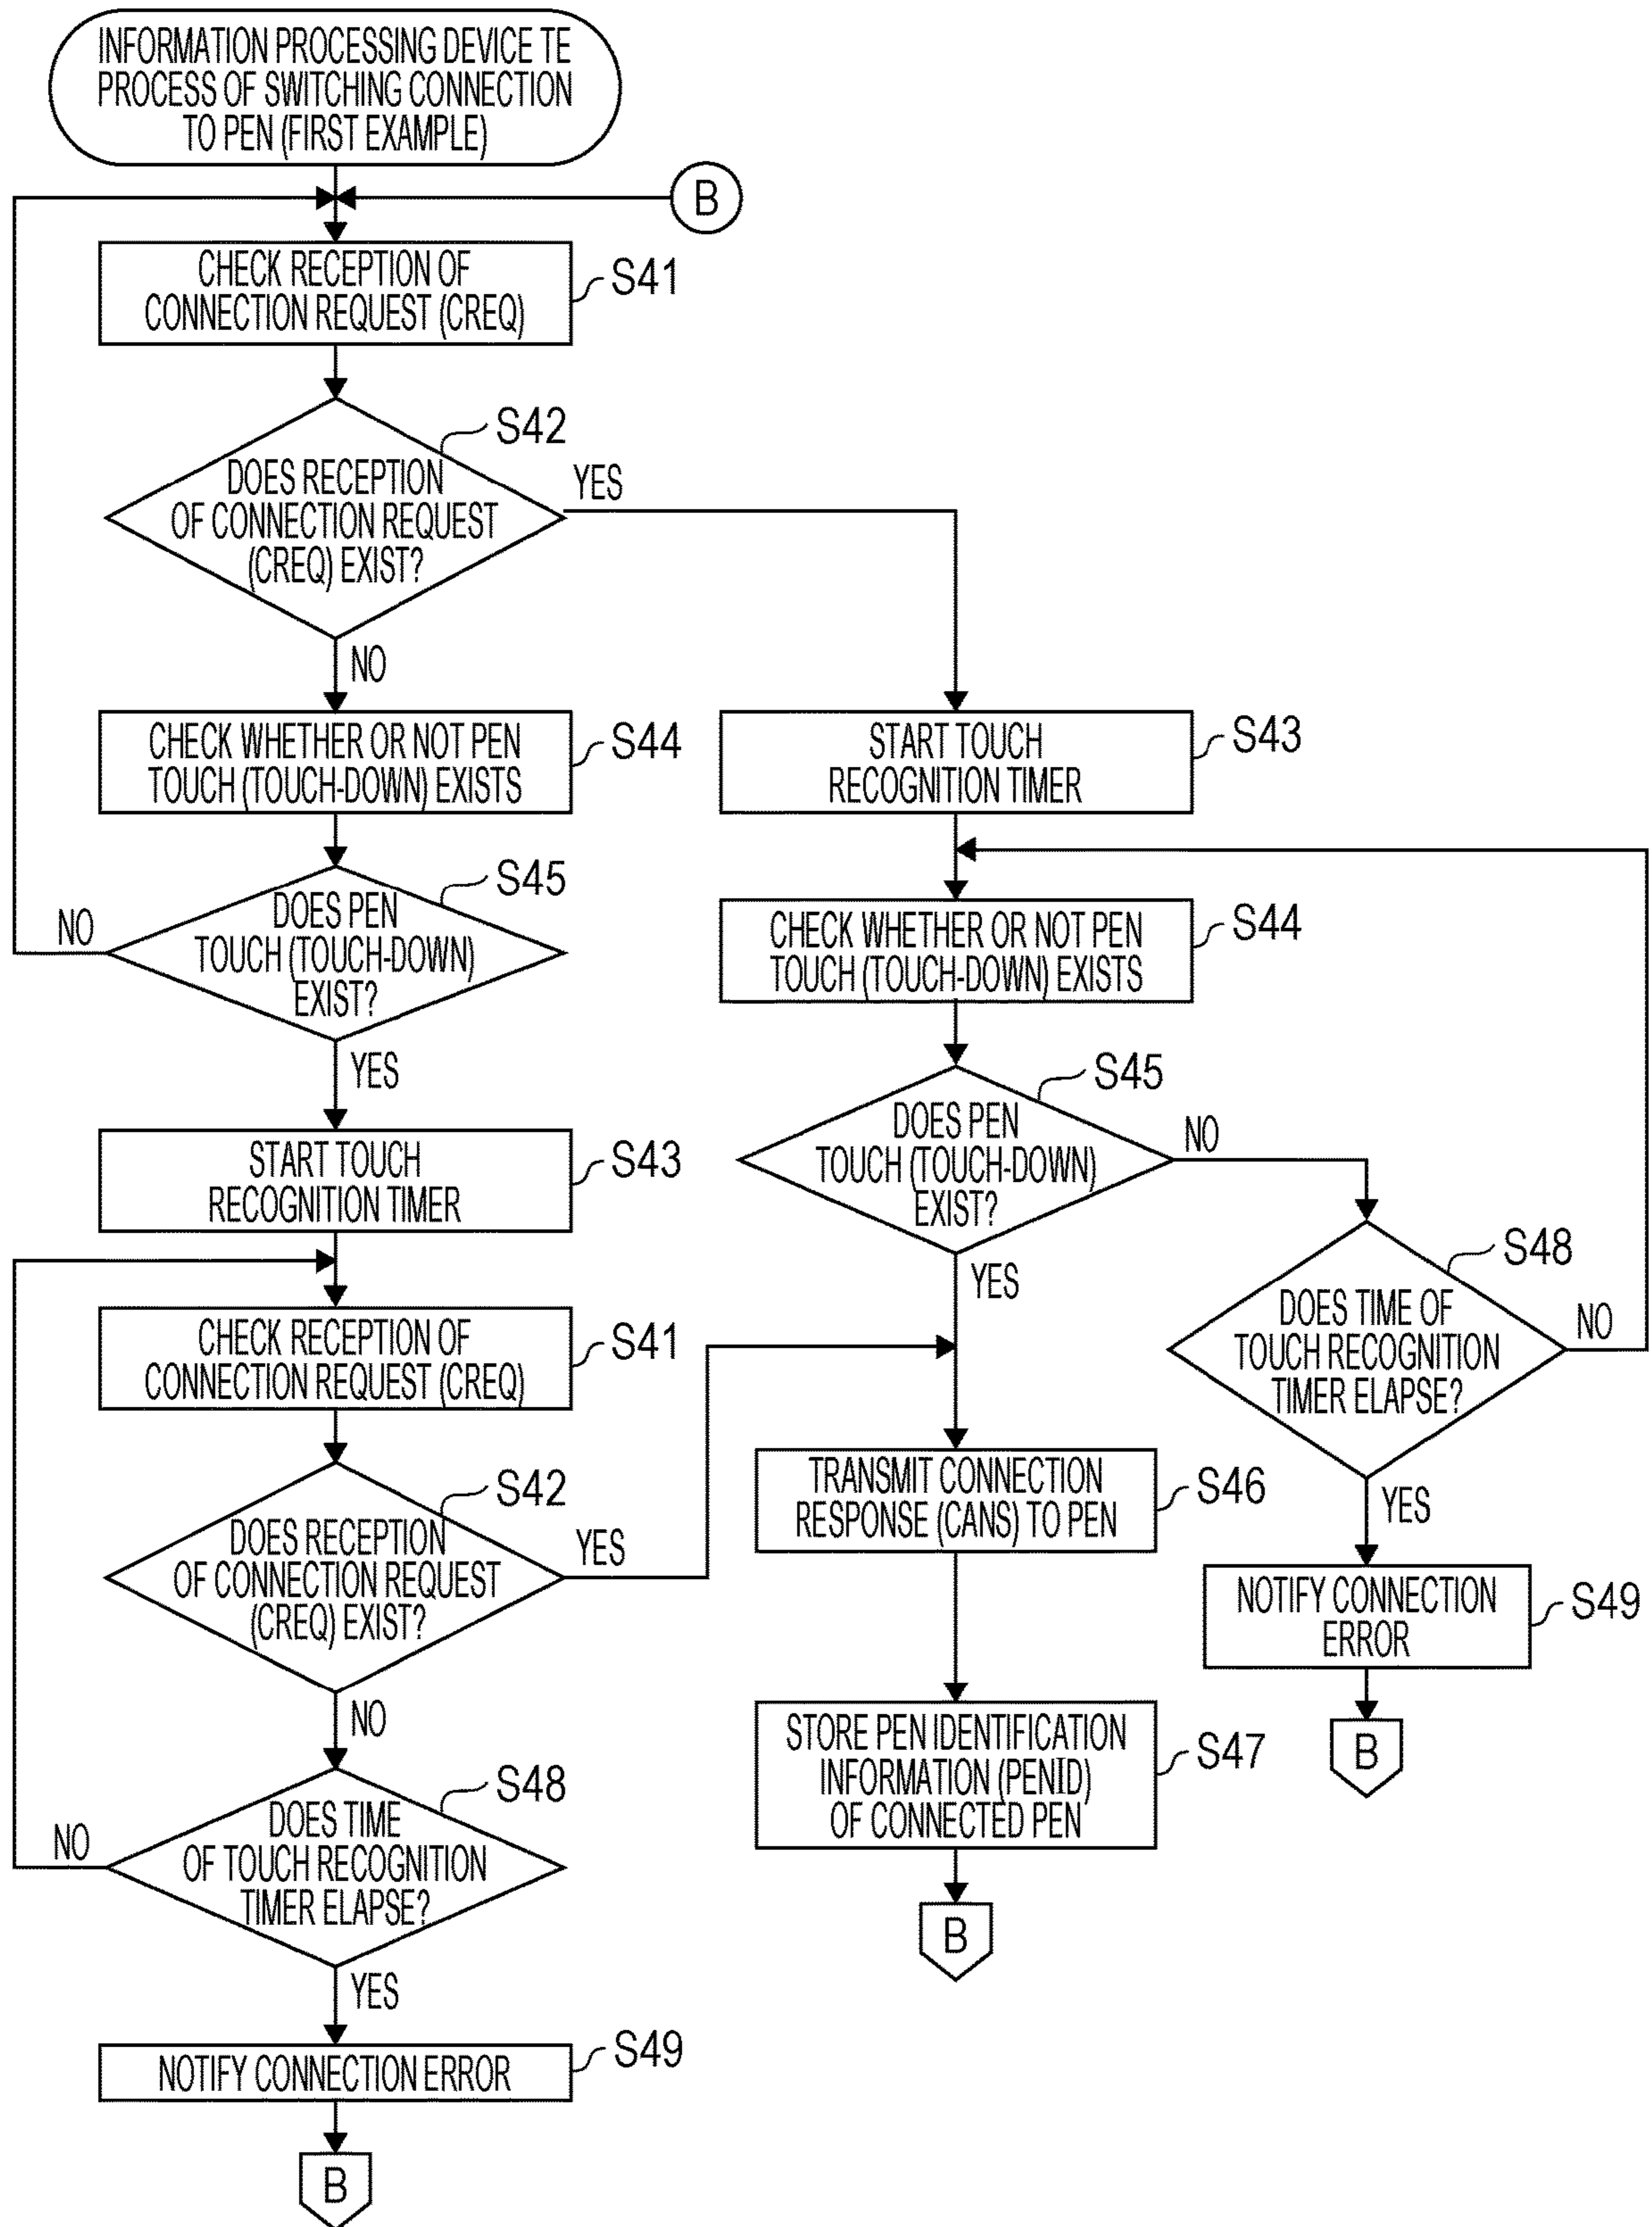 INFORMATION PROCESSING DEVICE TE
PROCESS OF SWITCHING CONNECTION
TO PEN (FIRST EXAMPLE)
B
CHECK RECEPTION OF
CONNECTION REQUEST (CREQ)
S41
S42
DOES RECEPTION
OF CONNECTION REQUEST
(CREQ) EXIST?
YES
NO
CHECK WHETHER OR NOT PEN
TOUCH (TOUCH-DOWN) EXISTS
S44
S45
DOES PEN
TOUCH (TOUCH-DOWN)
EXIST?
NO
YES
START TOUCH
RECOGNITION TIMER
S43
CHECK RECEPTION OF
CONNECTION REQUEST (CREQ)
S41
S42
DOES RECEPTION
OF CONNECTION REQUEST
(CREQ) EXIST?
YES
NO
S48
DOES TIME
OF TOUCH RECOGNITION
TIMER ELAPSE?
NO
YES
NOTIFY CONNECTION ERROR
S49
B
START TOUCH
RECOGNITION TIMER
S43
CHECK WHETHER OR NOT PEN
TOUCH (TOUCH-DOWN) EXISTS
S44
S45
DOES PEN
TOUCH (TOUCH-DOWN)
EXIST?
NO
YES
TRANSMIT CONNECTION
RESPONSE (CANS) TO PEN
S46
STORE PEN IDENTIFICATION
INFORMATION (PENID)
OF CONNECTED PEN
S47
B
S48
DOES TIME OF
TOUCH RECOGNITION
TIMER ELAPSE?
NO
YES
NOTIFY CONNECTION
ERROR
S49
B